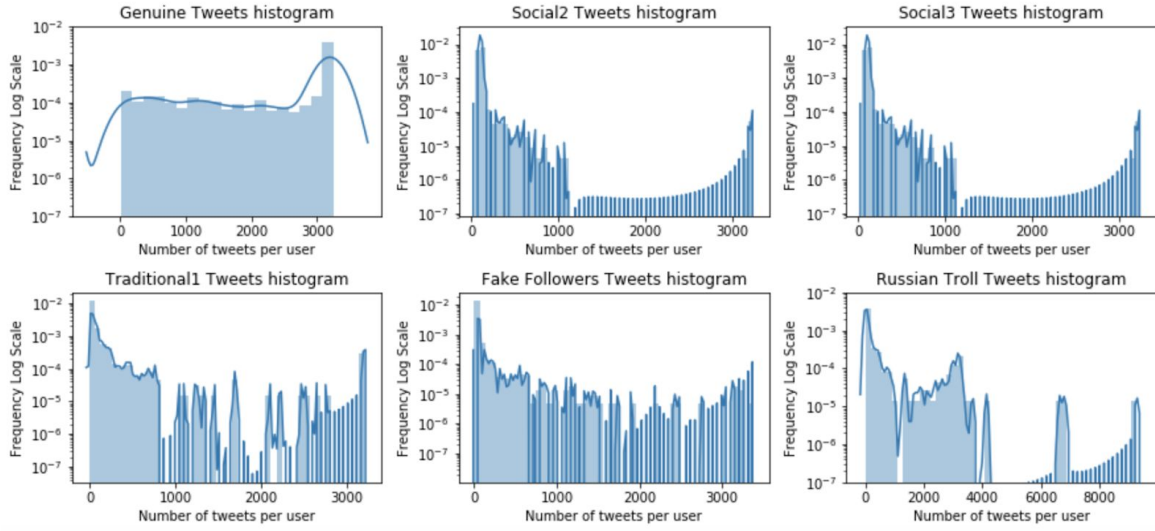 Genuine Tweets histogram
Frequency Log Scale
10⁻²
10⁻³
10⁻⁴
10⁻⁵
10⁻⁶
10⁻⁷
0 1000 2000 3000
Number of tweets per user
Social2 Tweets histogram
Frequency Log Scale
10⁻²
10⁻³
10⁻⁴
10⁻⁵
10⁻⁶
10⁻⁷
0 1000 2000 3000
Number of tweets per user
Social3 Tweets histogram
Frequency Log Scale
10⁻²
10⁻³
10⁻⁴
10⁻⁵
10⁻⁶
10⁻⁷
0 1000 2000 3000
Number of tweets per user
Traditional1 Tweets histogram
Frequency Log Scale
10⁻²
10⁻³
10⁻⁴
10⁻⁵
10⁻⁶
10⁻⁷
0 1000 2000 3000
Number of tweets per user
Fake Followers Tweets histogram
Frequency Log Scale
10⁻²
10⁻³
10⁻⁴
10⁻⁵
10⁻⁶
10⁻⁷
0 1000 2000 3000
Number of tweets per user
Russian Troll Tweets histogram
Frequency Log Scale
10⁻²
10⁻³
10⁻⁴
10⁻⁵
10⁻⁶
10⁻⁷
0 2000 4000 6000 8000
Number of tweets per user